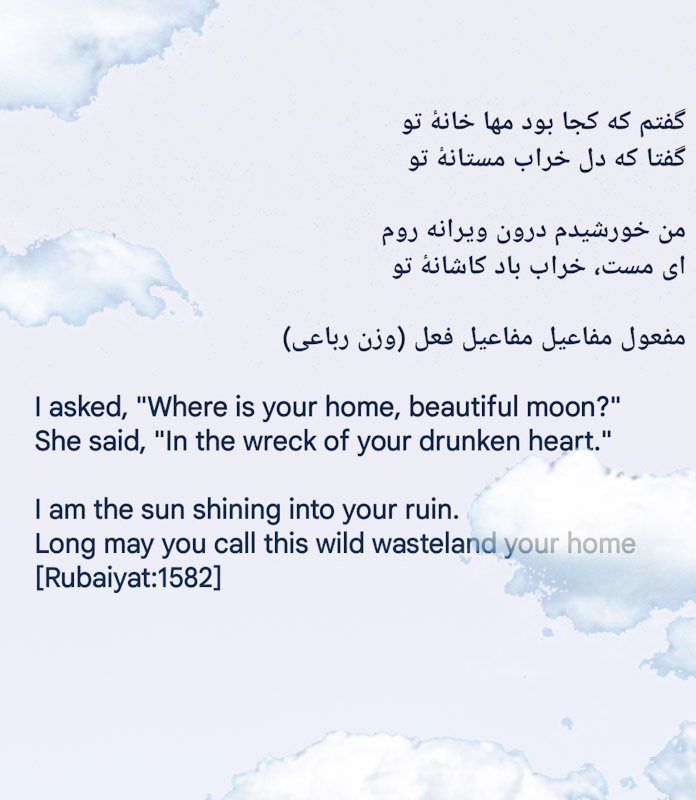 گفتم که کجا بود مها خانهٔ تو
گفتا که دل خراب مستانهٔ تو
من خورشیدم درون ویرانه روم
ای مست، خراب باد کاشانهٔ تو
مفعول مفاعیل مفاعیل فعل (وزن رباعی)
I asked, "Where is your home, beautiful moon?"
She said, "In the wreck of your drunken heart."
I am the sun shining into your ruin.
Long may you call this wild wasteland your home
[Rubaiyat:1582]